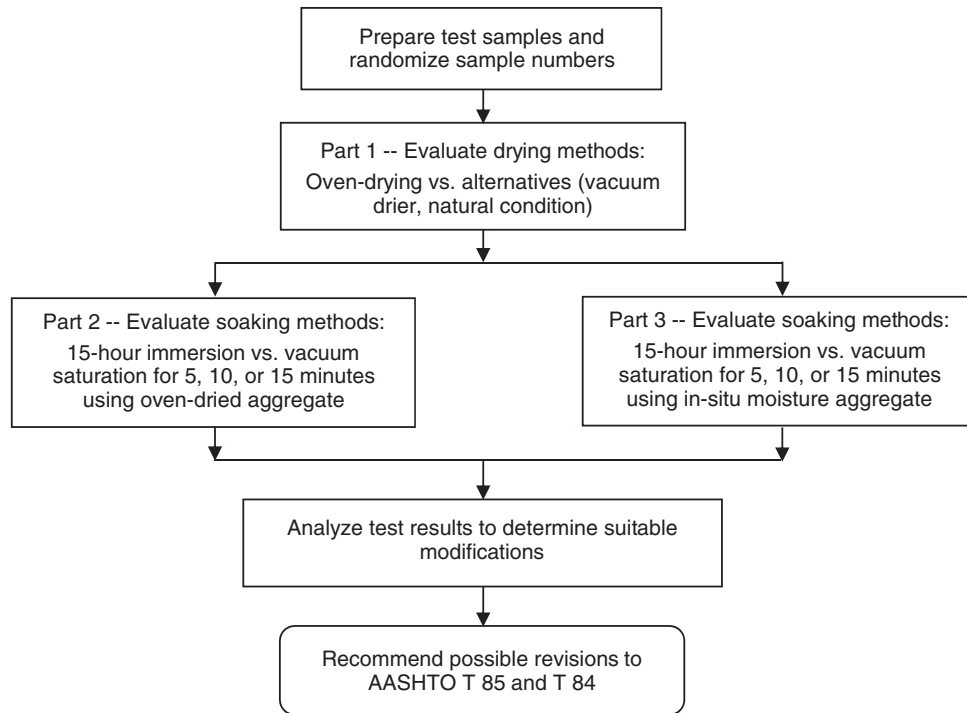 Prepare test samples and
randomize sample numbers
Part 1 -- Evaluate drying methods:
Oven-drying vs. alternatives (vacuum
drier, natural condition)
Part 2 -- Evaluate soaking methods:
15-hour immersion vs. vacuum
saturation for 5, 10, or 15 minutes
using oven-dried aggregate
Part 3 -- Evaluate soaking methods:
15-hour immersion vs. vacuum
saturation for 5, 10, or 15 minutes
using in-situ moisture aggregate
Analyze test results to determine suitable
modifications
Recommend possible revisions to
AASHTO T 85 and T 84